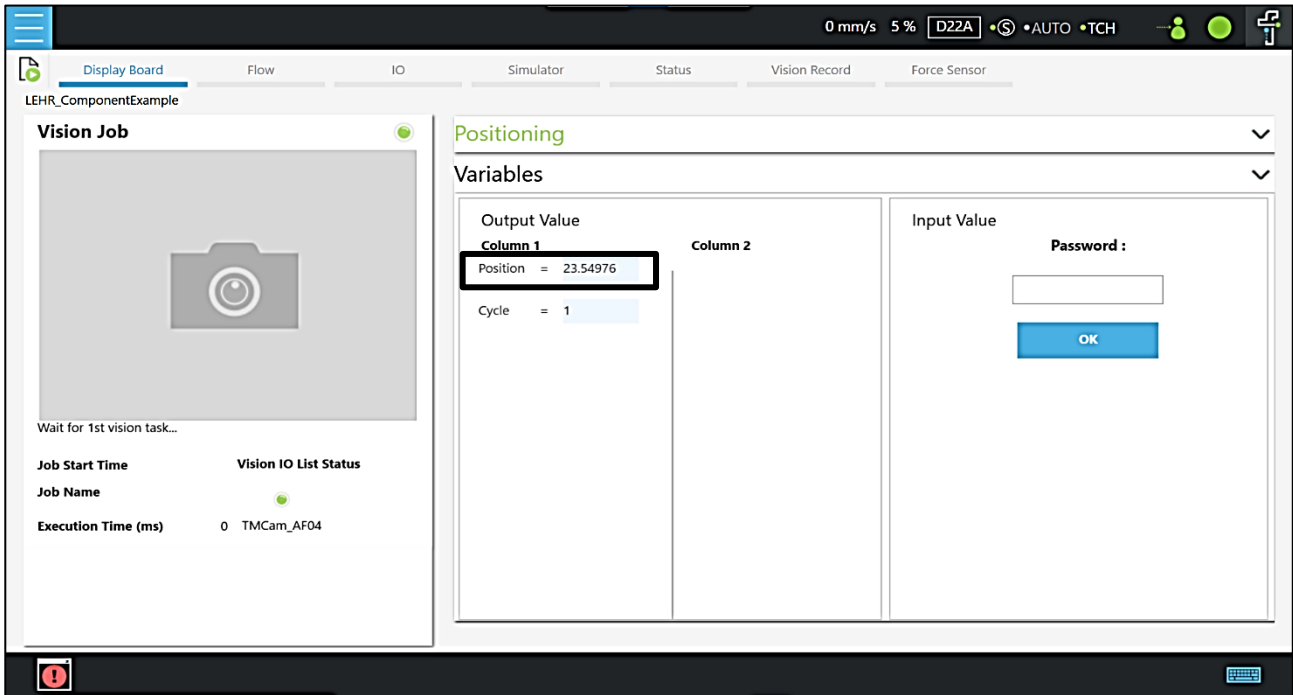 0 mm/s 5 % D22A •Ⓢ •AUTO •TCH
Display Board Flow IO Simulator Status Vision Record Force Sensor
LEHR_ComponentExample
Vision Job
Wait for 1st vision task...
Job Start Time Vision IO List Status
Job Name
Execution Time (ms) 0 TMCam_AF04
Positioning
Variables
Output Value
Column 1 Column 2
Position = 23.54976
Cycle = 1
Input Value
Password :
OK